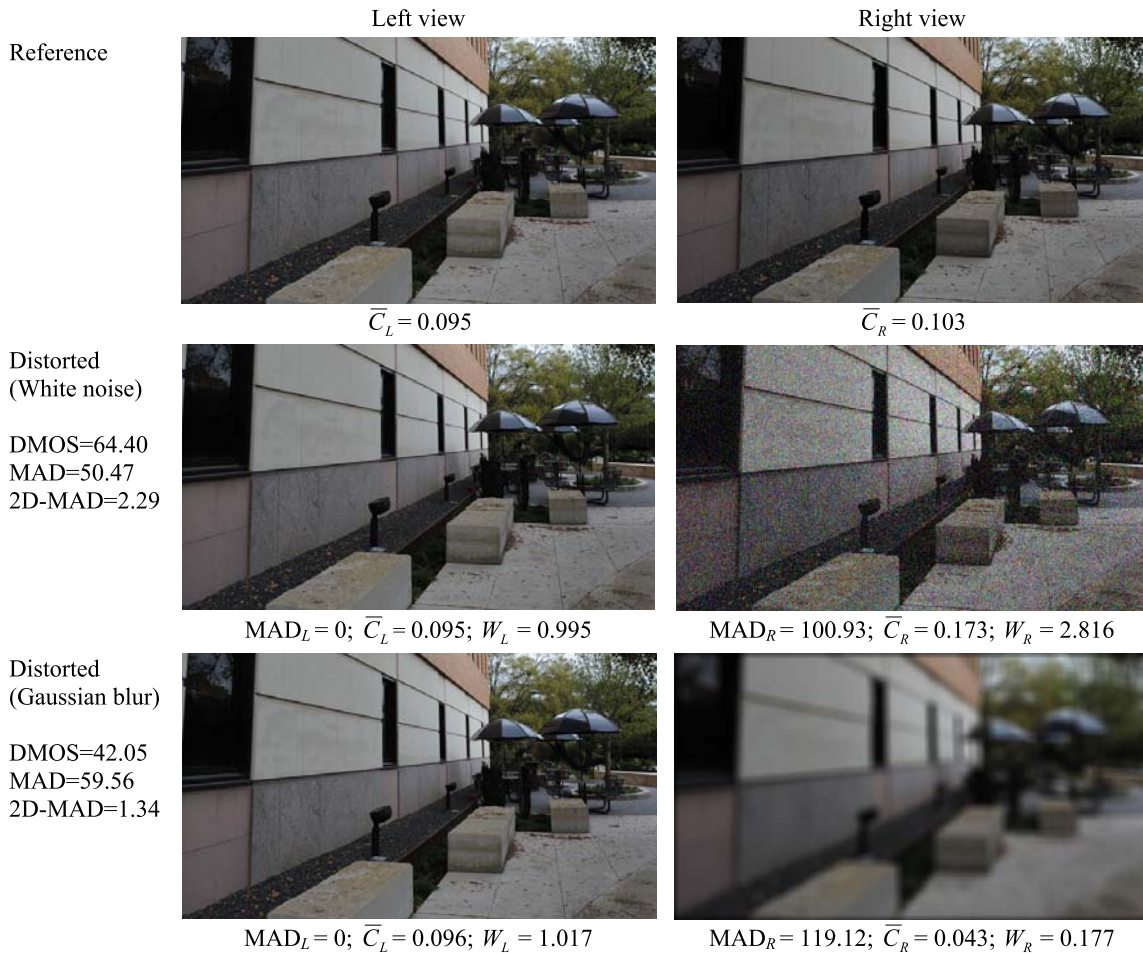 Left view
Right view
Reference
C̅_L = 0.095
C̅_R = 0.103
Distorted
(White noise)
DMOS=64.40
MAD=50.47
2D-MAD=2.29
MAD_L = 0; C̅_L = 0.095; W_L = 0.995
MAD_R = 100.93; C̅_R = 0.173; W_R = 2.816
Distorted
(Gaussian blur)
DMOS=42.05
MAD=59.56
2D-MAD=1.34
MAD_L = 0; C̅_L = 0.096; W_L = 1.017
MAD_R = 119.12; C̅_R = 0.043; W_R = 0.177